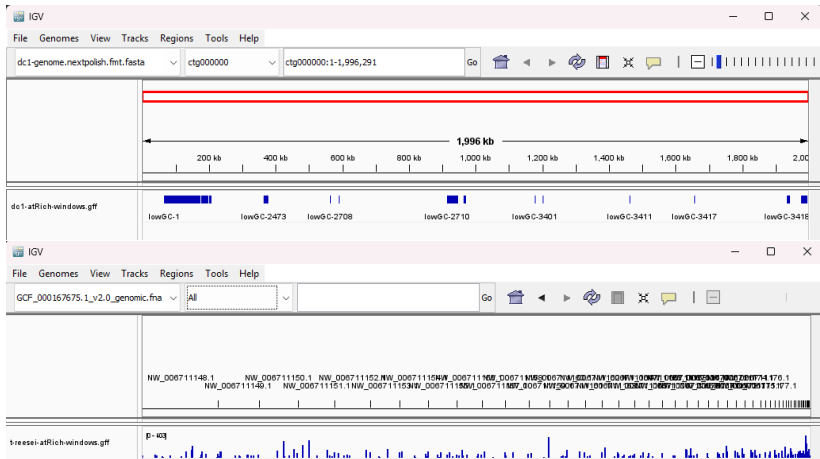 IGV
File Genomes View Tracks Regions Tools Help
dc1-genome.nextpolish.fmt.fasta ctg000000 ctg000000:1-1,996,291 Go
1,996 kb
200 kb 400 kb 600 kb 800 kb 1,000 kb 1,200 kb 1,400 kb 1,600 kb 1,800 kb 2,00
dc1-atRich-windows.gff
lowGC-1 lowGC-2473 lowGC-2708 lowGC-2710 lowGC-3401 lowGC-3411 lowGC-3417 lowGC-3418
IGV
File Genomes View Tracks Regions Tools Help
GCF_000167675.1_v2.0_genomic.fna All Go
NW_006711148.1 NW_006711150.1 NW_006711152.1
NW_006711149.1 NW_006711151.1
t-reesei-atRich-windows.gff
[0 - 403]